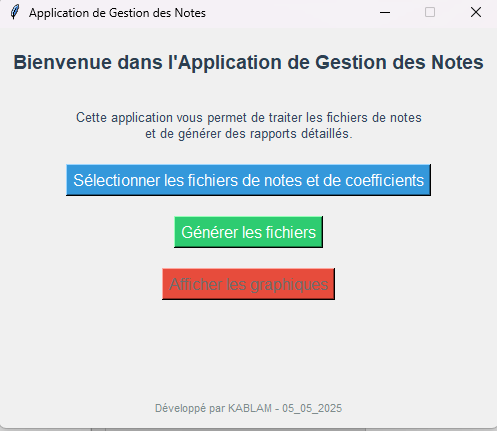 Application de Gestion des Notes
Bienvenue dans l'Application de Gestion des Notes
Cette application vous permet de traiter les fichiers de notes
et de générer des rapports détaillés.
Sélectionner les fichiers de notes et de coefficients
Générer les fichiers
Afficher les graphiques
Développé par KABLAM - 05_05_2025